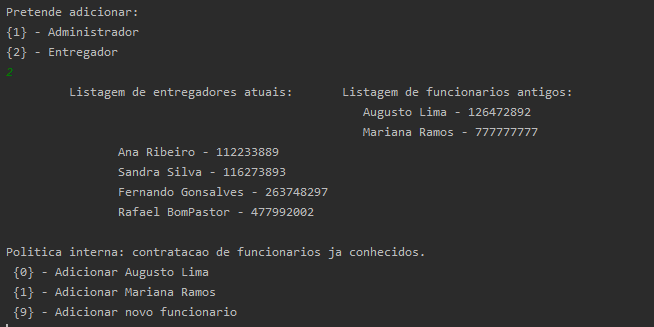 Pretende adicionar:
{1} - Administrador
{2} - Entregador
2
Listagem de entregadores atuais: Listagem de funcionarios antigos:
Augusto Lima - 126472892
Mariana Ramos - 777777777
Ana Ribeiro - 112233889
Sandra Silva - 116273893
Fernando Gonsalves - 263748297
Rafael BomPastor - 477992002
Politica interna: contratacao de funcionarios ja conhecidos.
{0} - Adicionar Augusto Lima
{1} - Adicionar Mariana Ramos
{9} - Adicionar novo funcionario